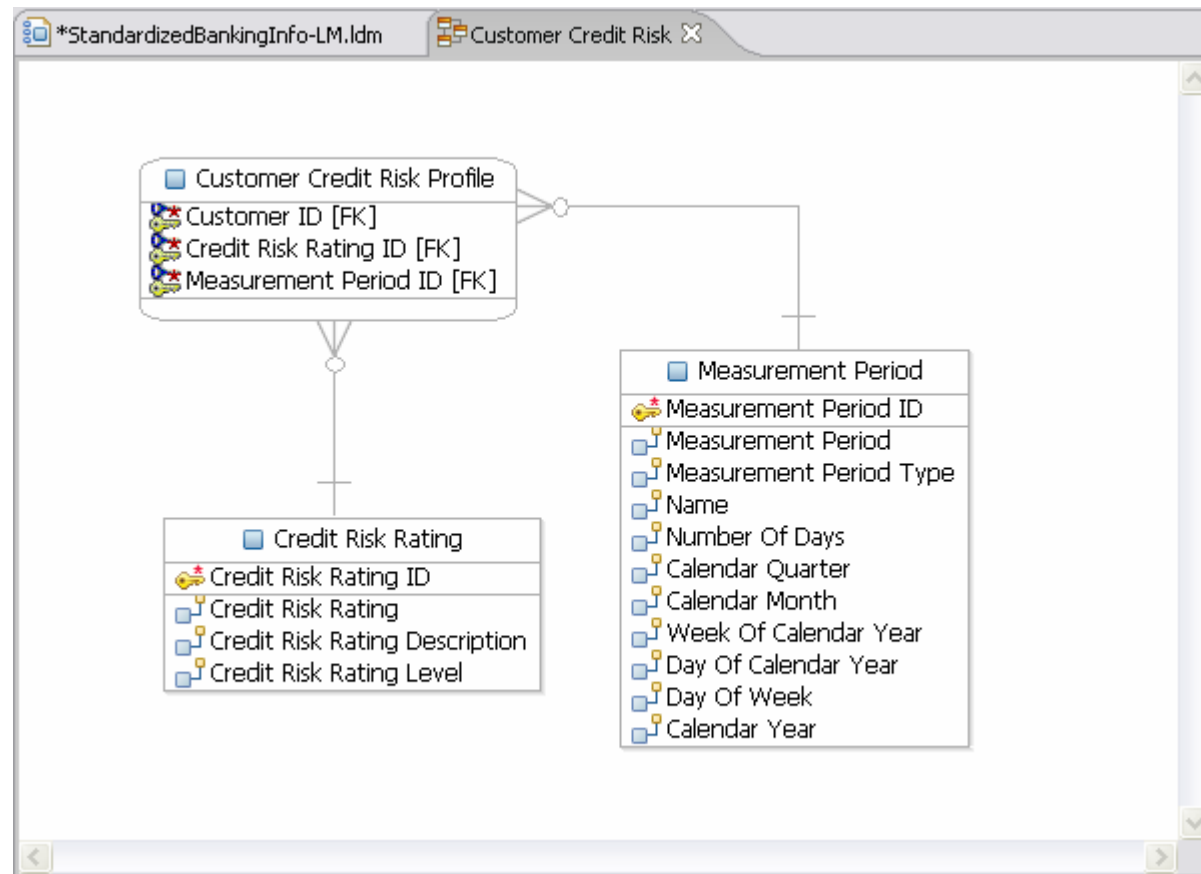 *StandardizedBankingInfo-LM.ldm
Customer Credit Risk
Customer Credit Risk Profile
Customer ID [FK]
Credit Risk Rating ID [FK]
Measurement Period ID [FK]
Measurement Period
Measurement Period ID
Measurement Period
Measurement Period Type
Name
Number Of Days
Calendar Quarter
Calendar Month
Week Of Calendar Year
Day Of Calendar Year
Day Of Week
Calendar Year
Credit Risk Rating
Credit Risk Rating ID
Credit Risk Rating
Credit Risk Rating Description
Credit Risk Rating Level